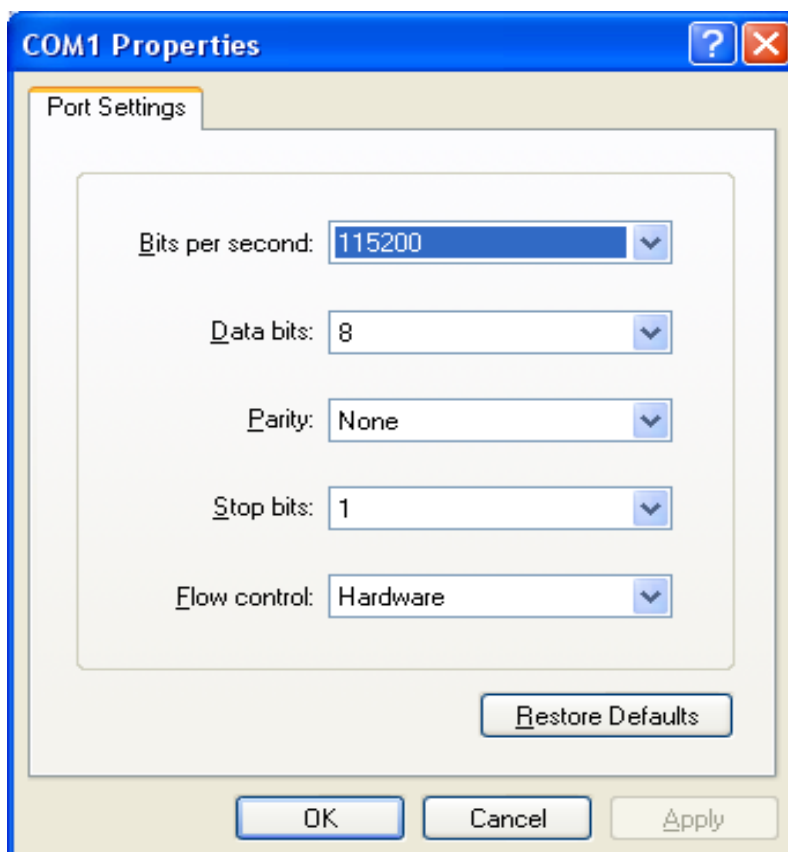 COM1 Properties
?
Port Settings
Bits per second: 115200
Data bits: 8
Parity: None
Stop bits: 1
Flow control: Hardware
Restore Defaults
OK Cancel Apply